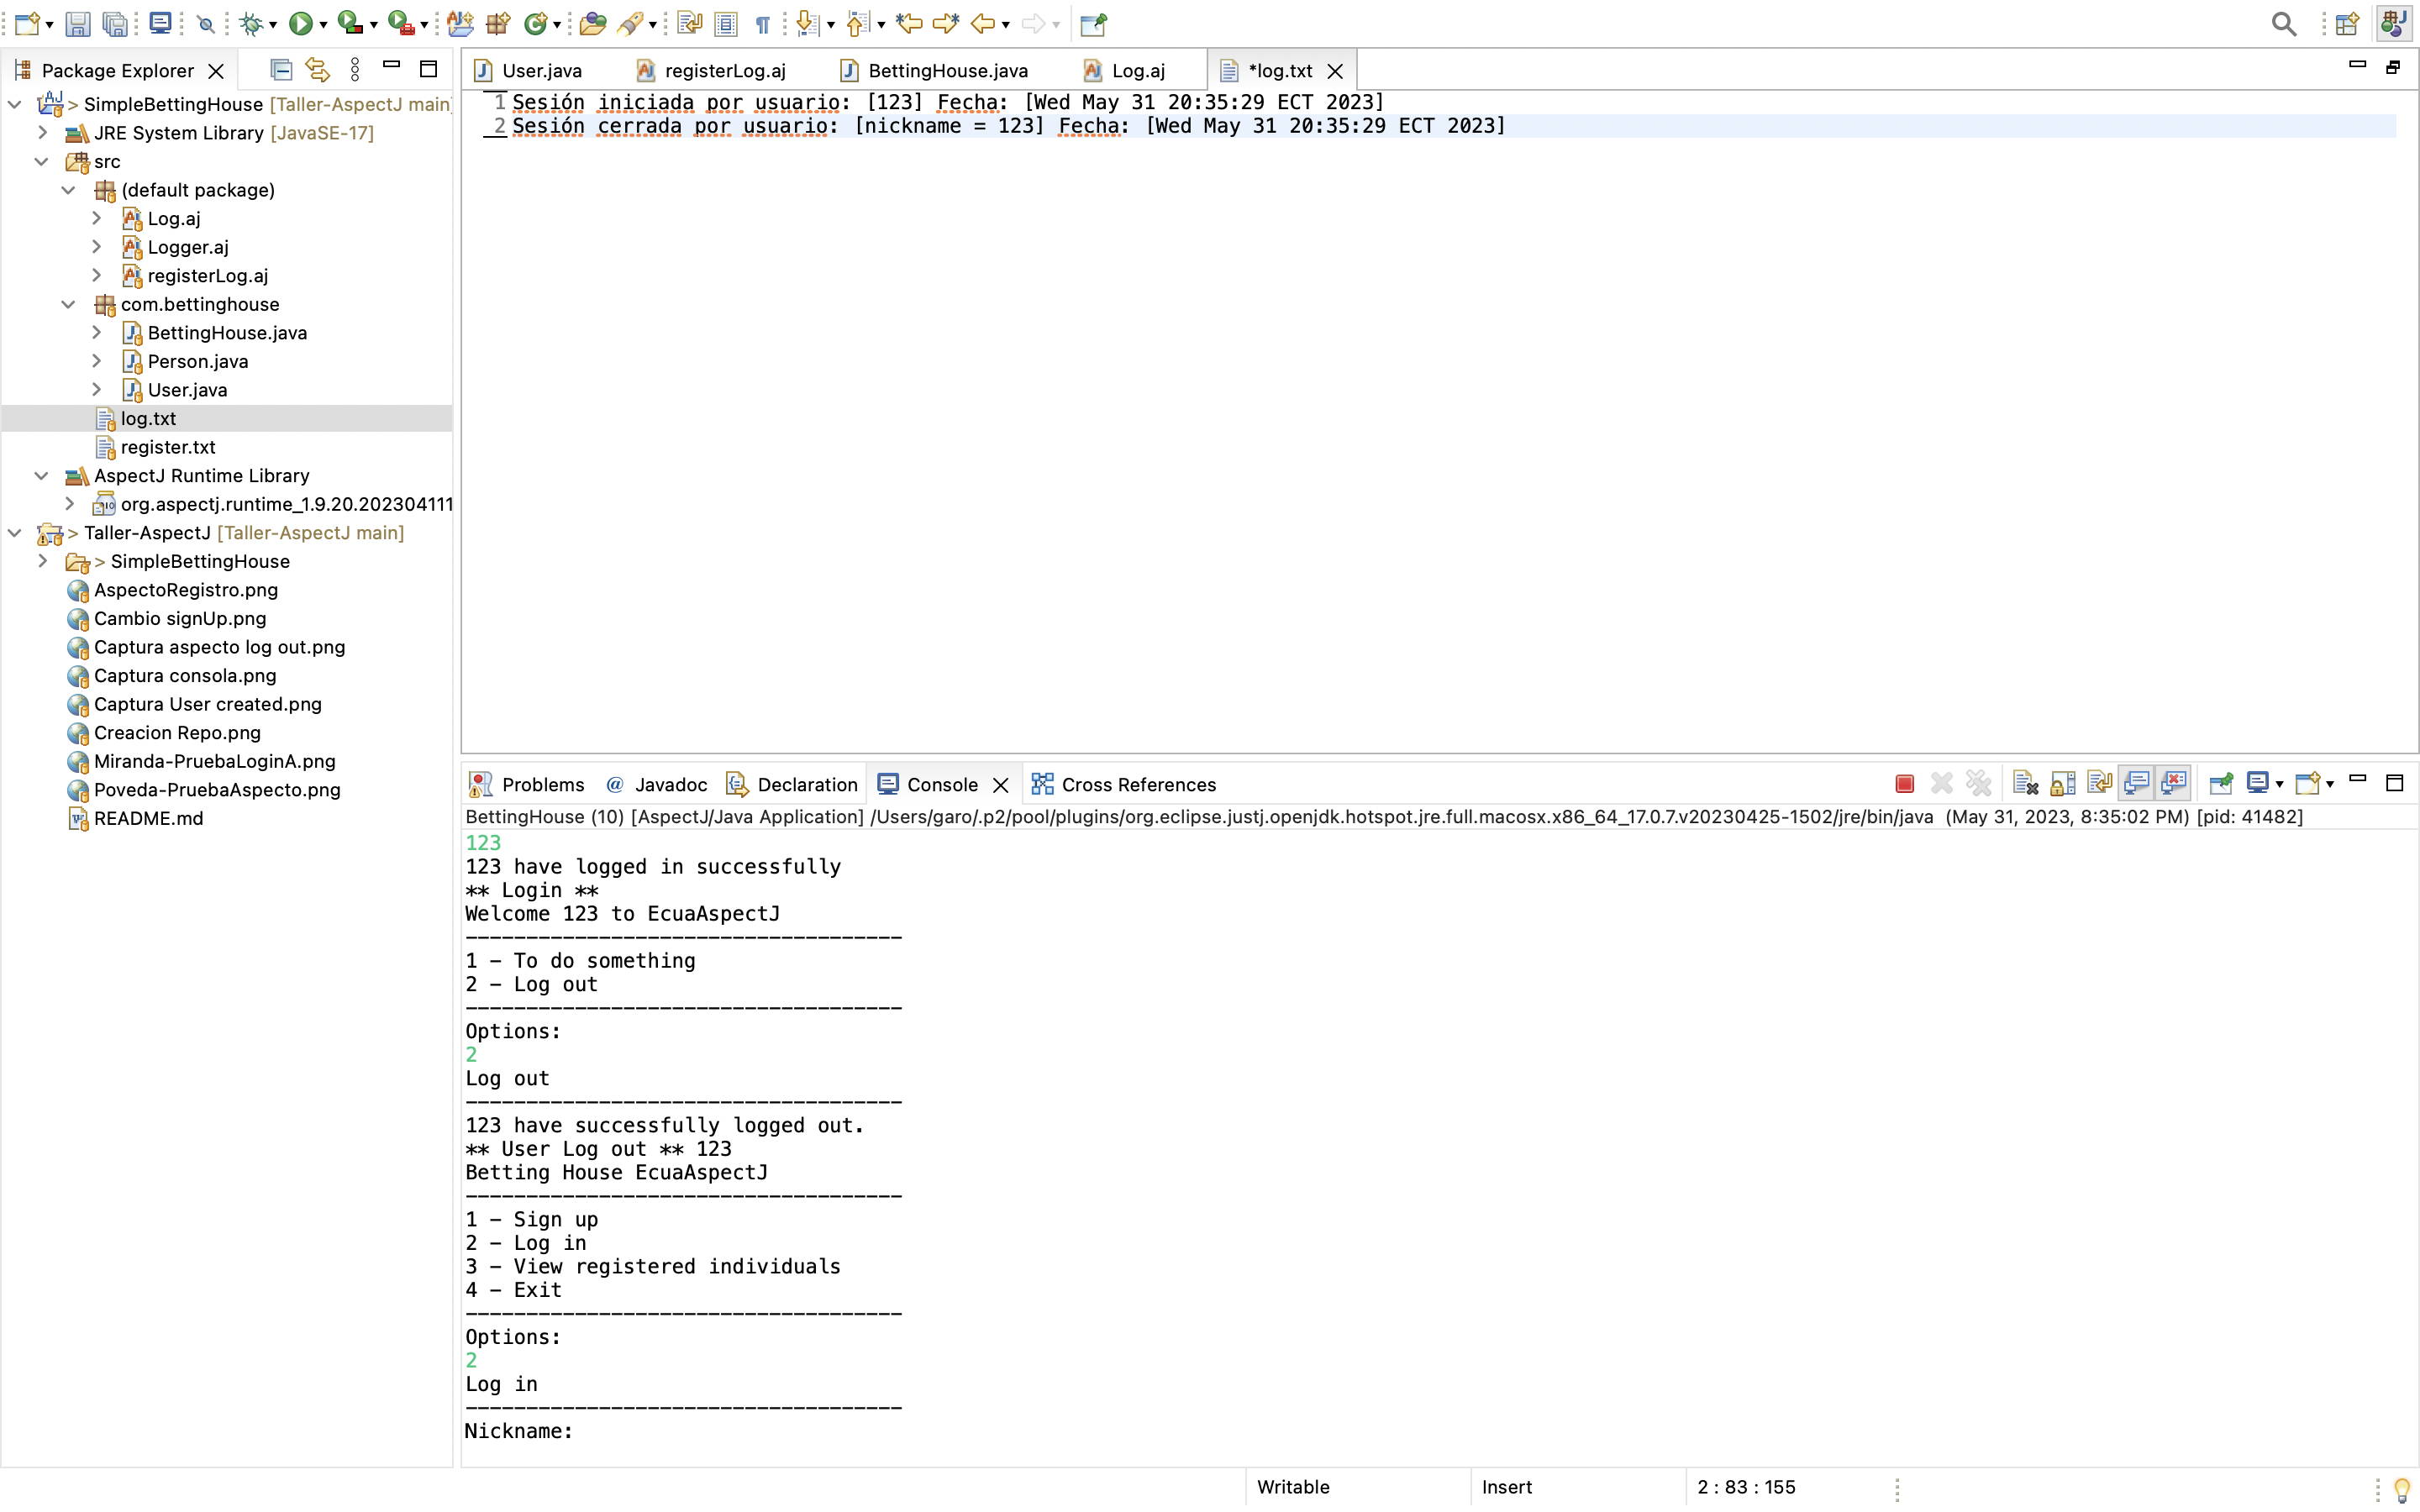 Package Explorer
> SimpleBettingHouse [Taller-AspectJ main]
JRE System Library [JavaSE-17]
src
(default package)
Log.aj
Logger.aj
registerLog.aj
com.bettinghouse
BettingHouse.java
Person.java
User.java
log.txt
register.txt
AspectJ Runtime Library
org.aspectj.runtime_1.9.20.202304111
> Taller-AspectJ [Taller-AspectJ main]
> SimpleBettingHouse
AspectoRegistro.png
Cambio signUp.png
Captura aspecto log out.png
Captura consola.png
Captura User created.png
Creacion Repo.png
Miranda-PruebaLoginA.png
Poveda-PruebaAspecto.png
README.md
User.java registerLog.aj BettingHouse.java Log.aj *log.txt
1 Sesión iniciada por usuario: [123] Fecha: [Wed May 31 20:35:29 ECT 2023]
2 Sesión cerrada por usuario: [nickname = 123] Fecha: [Wed May 31 20:35:29 ECT 2023]
Problems @ Javadoc Declaration Console Cross References
BettingHouse (10) [AspectJ/Java Application] /Users/garo/.p2/pool/plugins/org.eclipse.justj.openjdk.hotspot.jre.full.macosx.x86_64_17.0.7.v20230425-1502/jre/bin/java (May 31, 2023, 8:35:02 PM) [pid: 41482]
123
123 have logged in successfully
** Login **
Welcome 123 to EcuaAspectJ
------------------------------------
1 - To do something
2 - Log out
------------------------------------
Options:
2
Log out
------------------------------------
123 have successfully logged out.
** User Log out ** 123
Betting House EcuaAspectJ
------------------------------------
1 - Sign up
2 - Log in
3 - View registered individuals
4 - Exit
------------------------------------
Options:
2
Log in
------------------------------------
Nickname:
Writable Insert 2 : 83 : 155